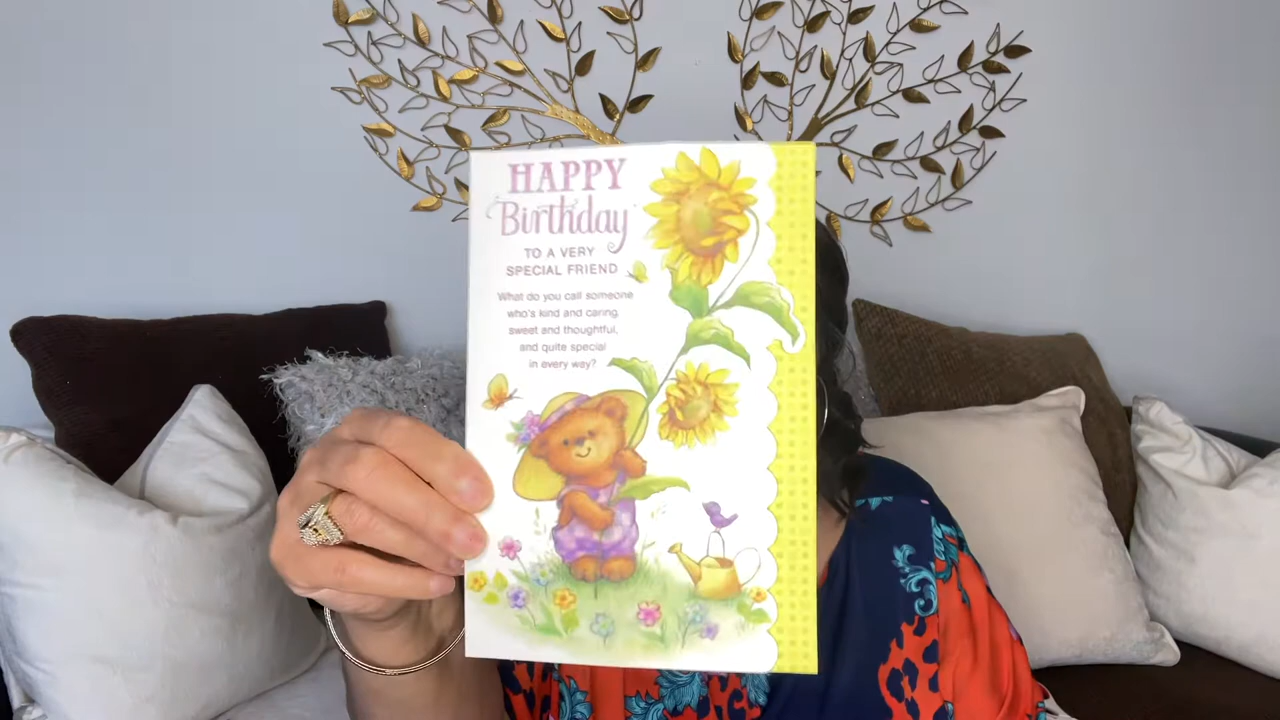 HAPPY
Birthday
TO A VERY
SPECIAL FRIEND
What do you call someone
who's kind and caring
sweet and thoughtful,
and quite special
in every way?